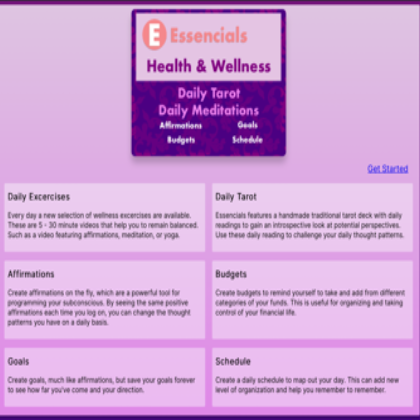 E Essencials
Health & Wellness
Daily Tarot
Daily Meditations
Affirmations Goals
Budgets Schedule
Get Started
Daily Excercises
Every day a new selection of wellness excercises are available.
These are 5 - 30 minute videos that help you to remain balanced.
Such as a video featuring affirmations, meditation, or yoga.
Daily Tarot
Essencials features a handmade traditional tarot deck with daily
readings to gain an introspective look at potential perspectives.
Use these daily reading to challenge your daily thought patterns.
Affirmations
Create affirmations on the fly, which are a powerful tool for
programming your subconscious. By seeing the same positive
affirmations each time you log on, you can change the thought
patterns you have on a daily basis.
Budgets
Create budgets to remind yourself to take and add from different
categories of your funds. This is useful for organizing and taking
control of your financial life.
Goals
Create goals, much like affirmations, but save your goals forever
to see how far you've come and your direction.
Schedule
Create a daily schedule to map out your day. This can add new
level of organization and help you remember to remember.